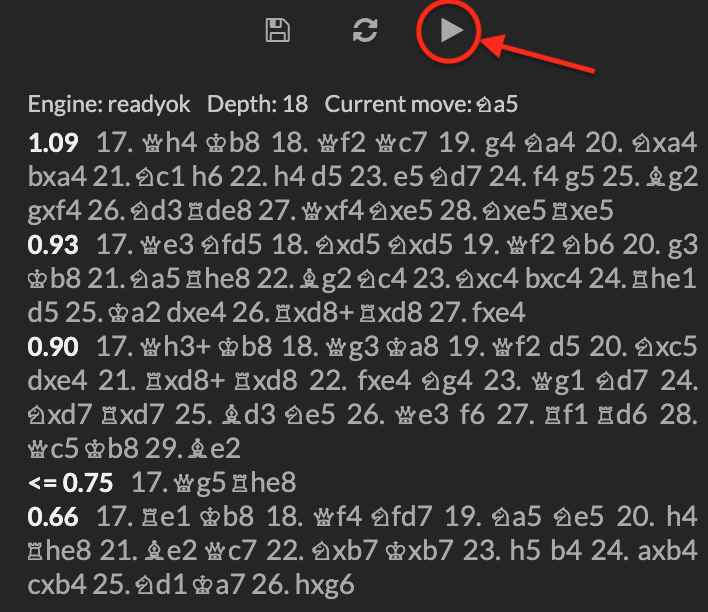 Engine: readyok Depth: 18 Current move: ♘a5
1.09 17. ♕h4 ♔b8 18. ♕f2 ♕c7 19. g4 ♘a4 20. ♘xa4
bxa4 21. ♘c1 h6 22. h4 d5 23. e5 ♘d7 24. f4 g5 25. ♗g2
gxf4 26. ♘d3 ♖de8 27. ♕xf4 ♘xe5 28. ♘xe5 ♖xe5
0.93 17. ♕e3 ♘fd5 18. ♘xd5 ♘xd5 19. ♕f2 ♘b6 20. g3
♔b8 21. ♘a5 ♖he8 22. ♗g2 ♘c4 23. ♘xc4 bxc4 24. ♖he1
d5 25. ♔a2 dxe4 26. ♖xd8+ ♖xd8 27. fxe4
0.90 17. ♕h3+ ♔b8 18. ♕g3 ♔a8 19. ♕f2 d5 20. ♘xc5
dxe4 21. ♖xd8+ ♖xd8 22. fxe4 ♘g4 23. ♕g1 ♘d7 24.
♘xd7 ♖xd7 25. ♗d3 ♘e5 26. ♕e3 f6 27. ♖f1 ♖d6 28.
♕c5 ♔b8 29. ♗e2
<= 0.75 17. ♕g5 ♖he8
0.66 17. ♖e1 ♔b8 18. ♕f4 ♘fd7 19. ♘a5 ♘e5 20. h4
♖he8 21. ♗e2 ♕c7 22. ♘xb7 ♔xb7 23. h5 b4 24. axb4
cxb4 25. ♘d1 ♔a7 26. hxg6